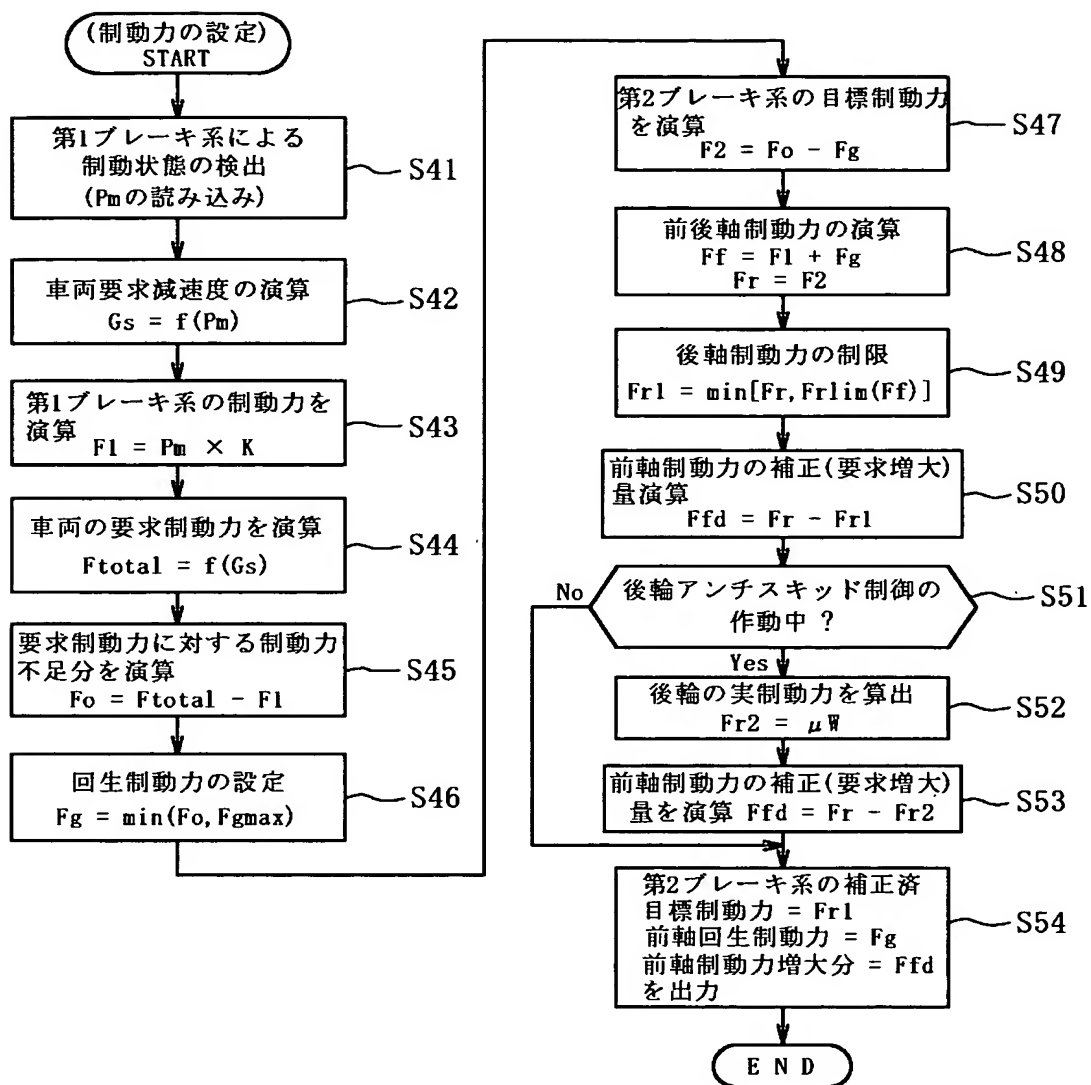 (制動力の設定)
START
第1ブレーキ系による
制動状態の検出
(Pmの読み込み)
S41
車両要求減速度の演算
Gs = f(Pm)
S42
第1ブレーキ系の制動力を
演算
F1 = Pm × K
S43
車両の要求制動力を演算
Ftotal = f(Gs)
S44
要求制動力に対する制動力
不足分を演算
Fo = Ftotal - F1
S45
回生制動力の設定
Fg = min(Fo,Fgmax)
S46
第2ブレーキ系の目標制動力
を演算
F2 = Fo - Fg
S47
前後軸制動力の演算
Ff = F1 + Fg
Fr = F2
S48
後軸制動力の制限
Fr1 = min[Fr,Frlim(Ff)]
S49
前軸制動力の補正(要求増大)
量演算
Ffd = Fr - Fr1
S50
後輪アンチスキッド制御の
作動中 ?
S51
No
Yes
後輪の実制動力を算出
Fr2 = μW
S52
前軸制動力の補正(要求増大)
量を演算 Ffd = Fr - Fr2
S53
第2ブレーキ系の補正済
目標制動力 = Fr1
前軸回生制動力 = Fg
前軸制動力増大分 = Ffd
を出力
S54
E N D